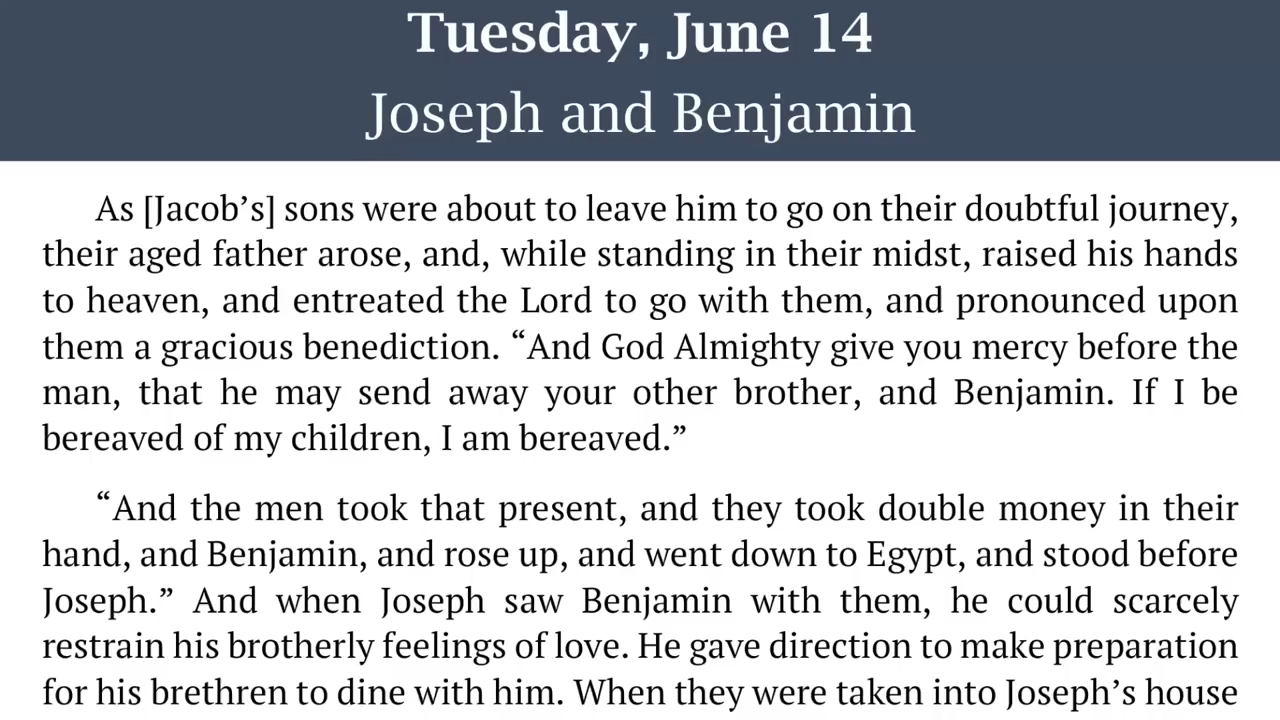 Tuesday, June 14
Joseph and Benjamin
As [Jacob’s] sons were about to leave him to go on their doubtful journey,
their aged father arose, and, while standing in their midst, raised his hands
to heaven, and entreated the Lord to go with them, and pronounced upon
them a gracious benediction. “And God Almighty give you mercy before the
man, that he may send away your other brother, and Benjamin. If I be
bereaved of my children, I am bereaved.”
“And the men took that present, and they took double money in their
hand, and Benjamin, and rose up, and went down to Egypt, and stood before
Joseph.” And when Joseph saw Benjamin with them, he could scarcely
restrain his brotherly feelings of love. He gave direction to make preparation
for his brethren to dine with him. When they were taken into Joseph’s house